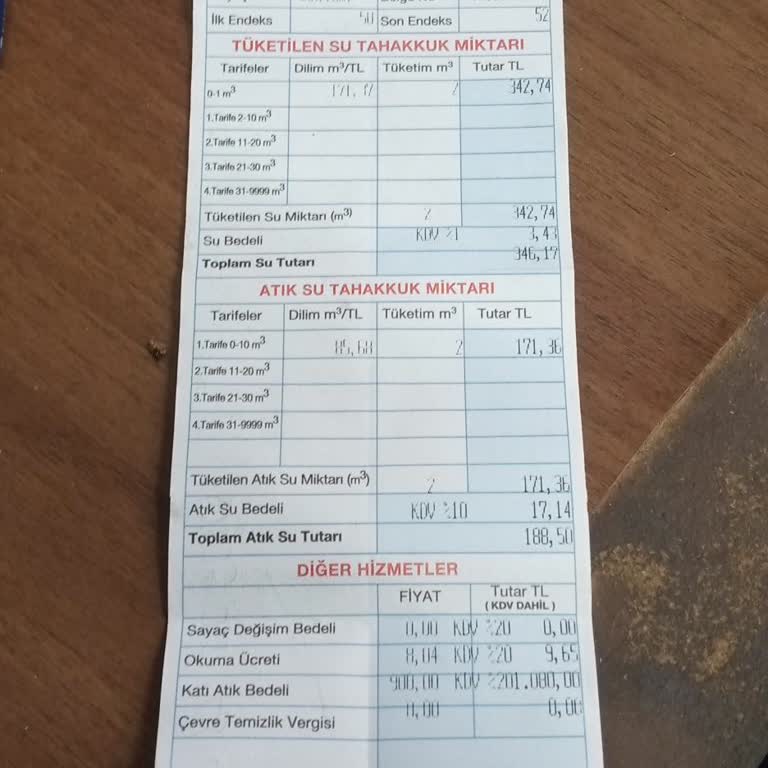 İlk Endeks 50 Son Endeks 52
TÜKETİLEN SU TAHAKKUK MİKTARI
Tarifeler Dilim m³/TL Tüketim m³ Tutar TL
0-1 m³ 171,37 2 342,74
1.Tarife 2-10 m³
2.Tarife 11-20 m³
3.Tarife 21-30 m³
4.Tarife 31-9999 m³
Tüketilen Su Miktarı (m³) 2 342,74
Su Bedeli KDV %1 3,43
Toplam Su Tutarı 346,17
ATIK SU TAHAKKUK MİKTARI
Tarifeler Dilim m³/TL Tüketim m³ Tutar TL
1.Tarife 0-10 m³ 85,68 2 171,36
2.Tarife 11-20 m³
3.Tarife 21-30 m³
4.Tarife 31-9999 m³
Tüketilen Atık Su Miktarı (m³) 2 171,36
Atık Su Bedeli KDV %10 17,14
Toplam Atık Su Tutarı 188,50
DİĞER HİZMETLER
FİYAT Tutar TL
(KDV DAHİL)
Sayaç Değişim Bedeli 0,00 KDV %20 0,00
Okuma Ücreti 8,04 KDV %20 9,65
Katı Atık Bedeli 900,00 KDV %201.080,00
Çevre Temizlik Vergisi 0,00 0,00